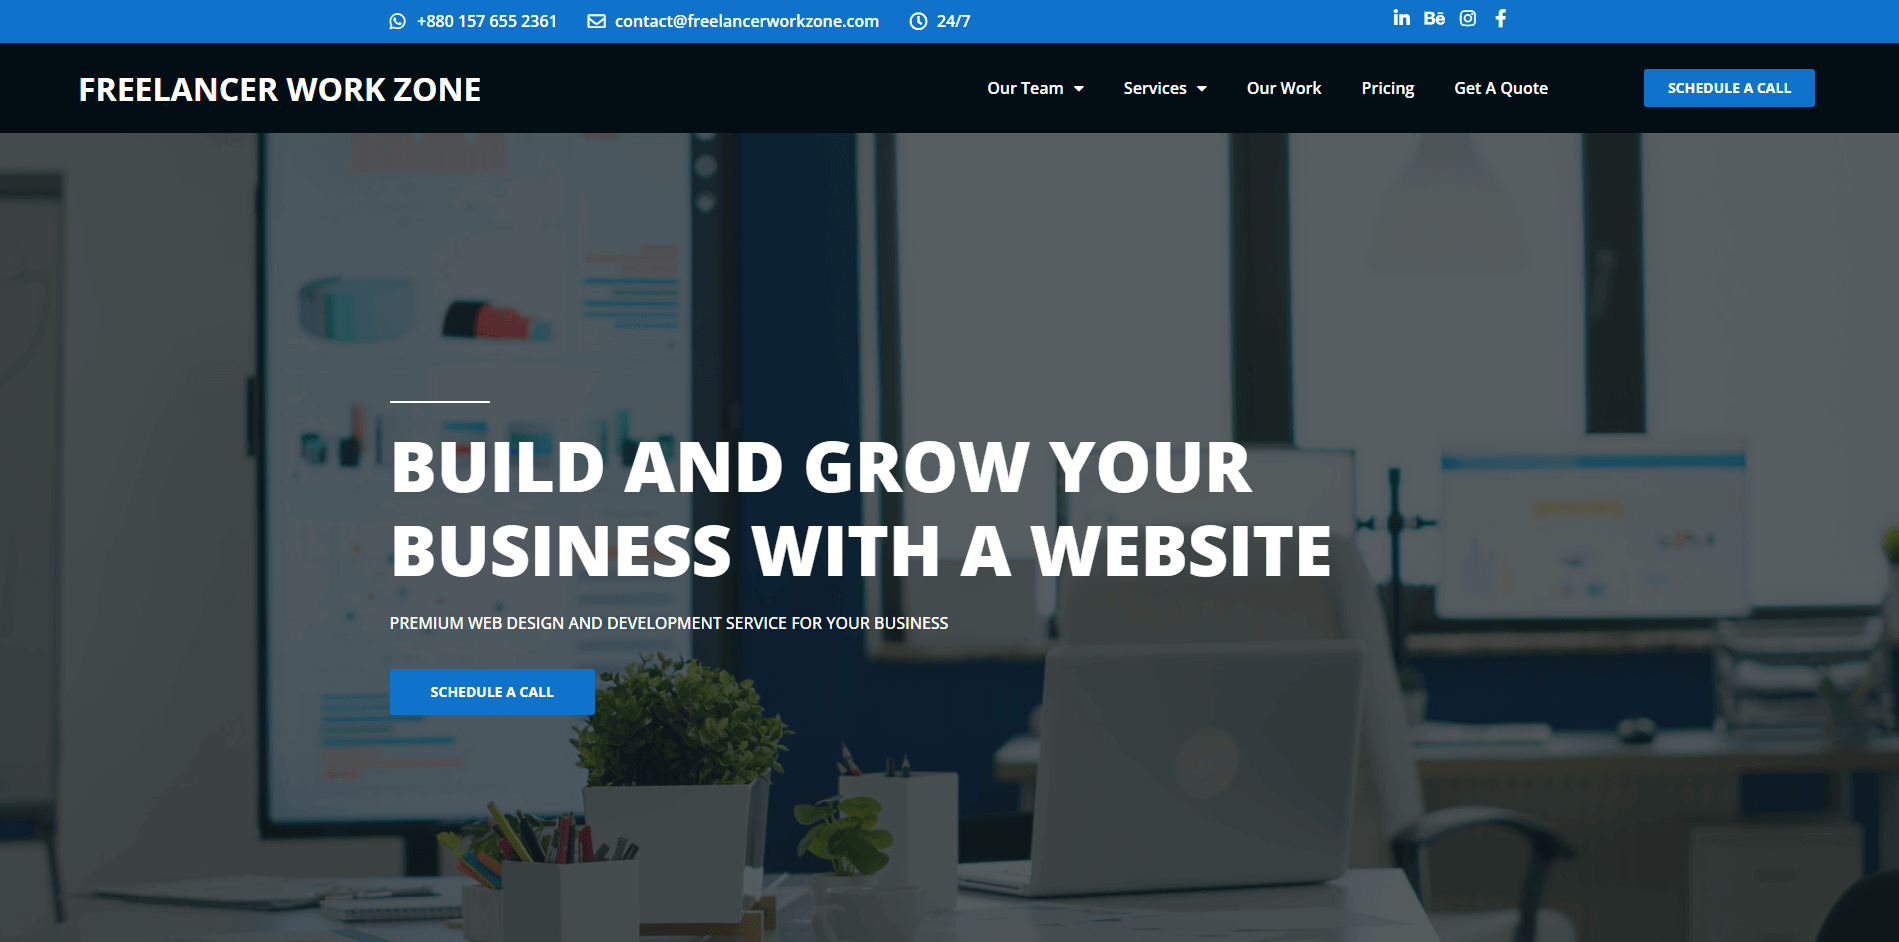 +880 157 655 2361 contact@freelancerworkzone.com 24/7 in Bē
FREELANCER WORK ZONE Our Team Services Our Work Pricing Get A Quote SCHEDULE A CALL
BUILD AND GROW YOUR
BUSINESS WITH A WEBSITE
PREMIUM WEB DESIGN AND DEVELOPMENT SERVICE FOR YOUR BUSINESS
SCHEDULE A CALL